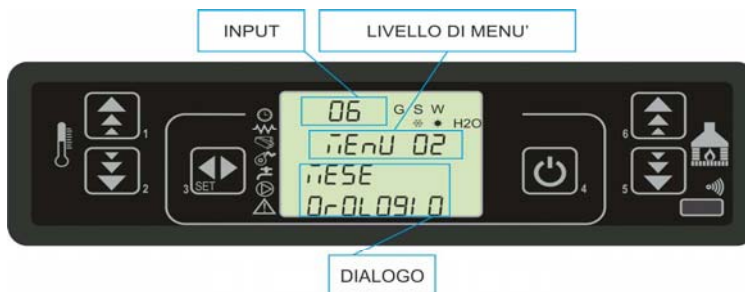 INPUT
LIVELLO DI MENU'
06 G S W
H2O
MEnU 02
MESE
OrOLOGIO
1
2
3 SET
4
5
6
DIALOGO